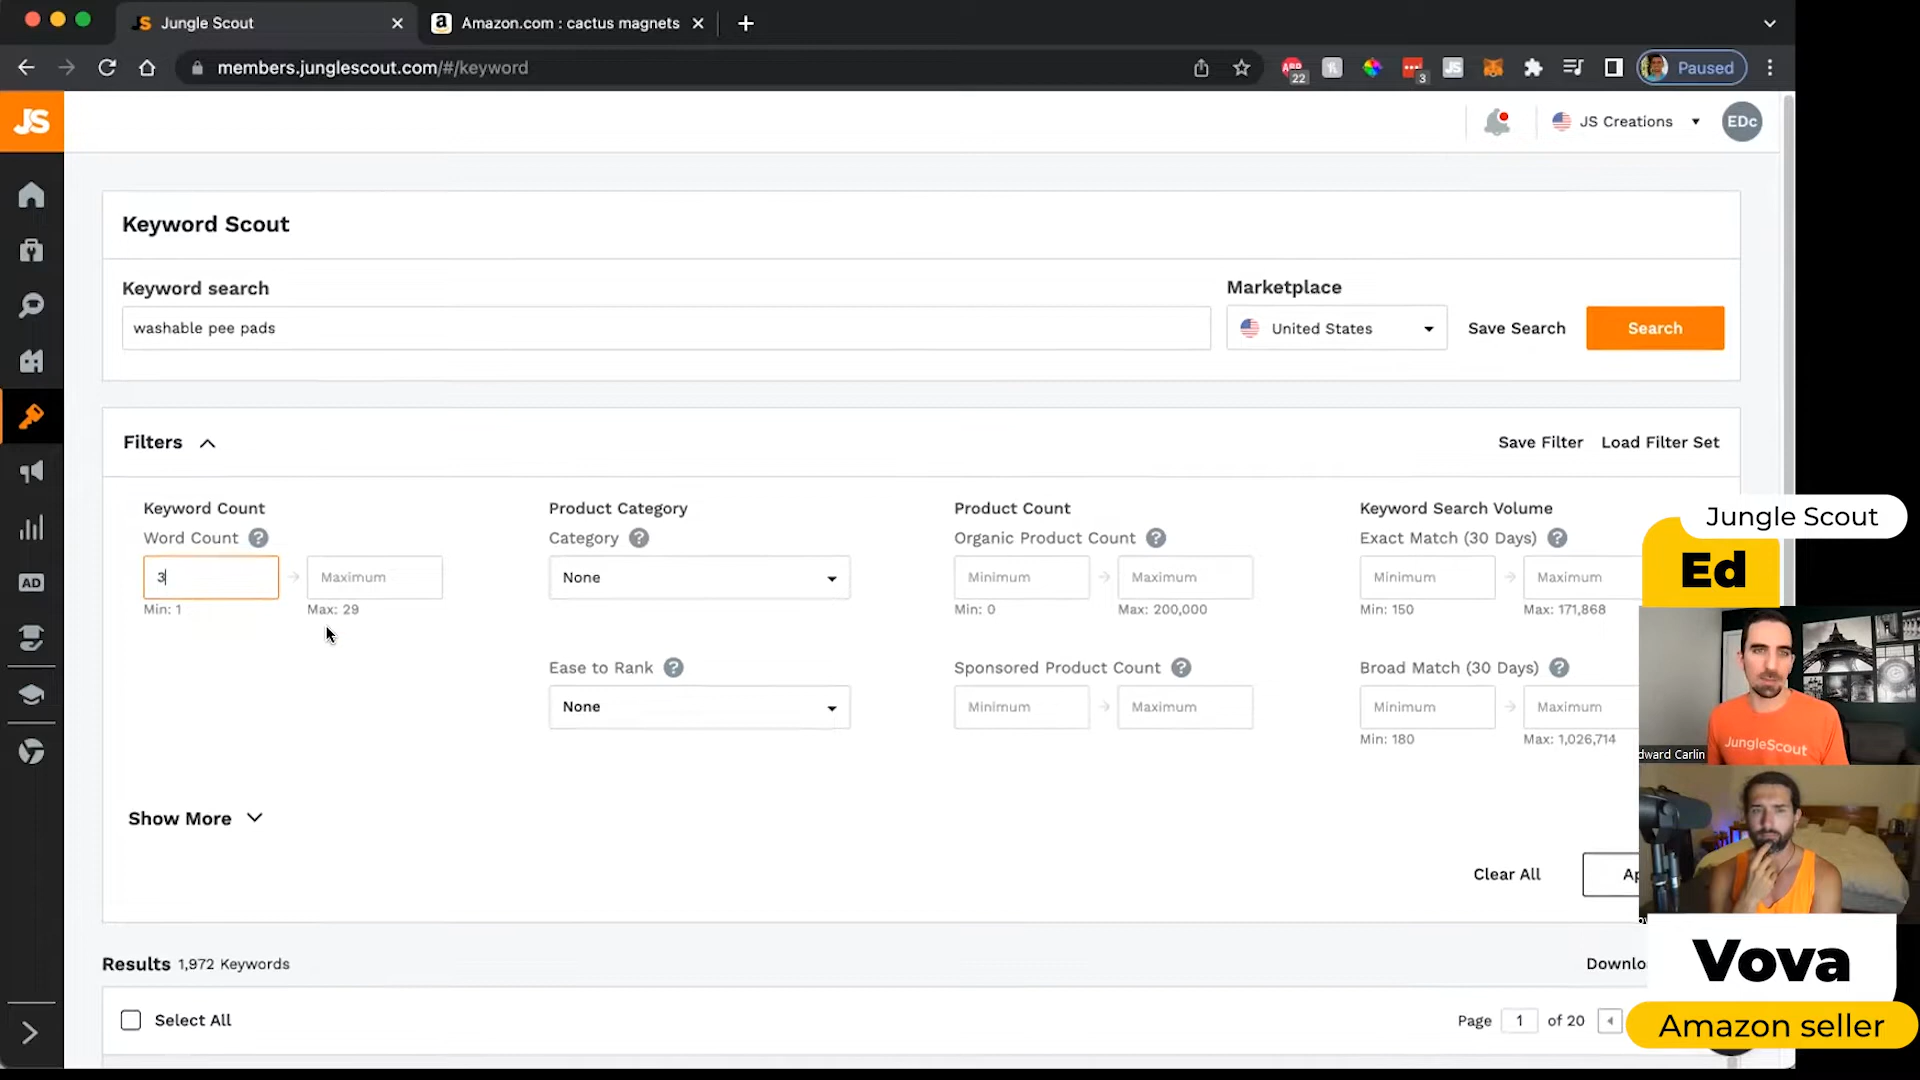 Jungle Scout
Amazon.com : cactus magnets
members.junglescout.com/#/keyword
22
3
Paused
JS
JS Creations
EDc
Keyword Scout
Keyword search
Marketplace
washable pee pads
United States
Save Search
Search
Filters
Save Filter
Load Filter Set
Keyword Count
Product Category
Product Count
Keyword Search Volume
Word Count
Category
Organic Product Count
Exact Match (30 Days)
3
Maximum
None
Minimum
Maximum
Minimum
Maximum
Min: 1
Max: 29
Min: 0
Max: 200,000
Min: 150
Max: 171,868
Ease to Rank
Sponsored Product Count
Broad Match (30 Days)
None
Minimum
Maximum
Minimum
Maximum
Min: 180
Max: 1,026,714
AD
Show More
Clear All
Ap
Results 1,972 Keywords
Downlo
Select All
Page 1 of 20
Jungle Scout
Ed
JungleScout
dward Carlin
Vova
Amazon seller